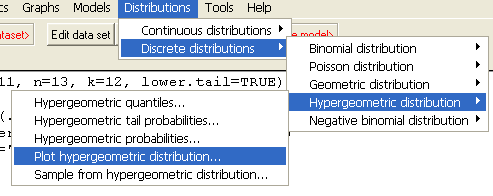 cs Graphs Models Distributions Tools Help
ataset> Edit data set Continuous distributions e model>
Discrete distributions Binomial distribution
Poisson distribution
11, n=13, k=12, lower.tail=TRUE) Geometric distribution
Hypergeometric quantiles... Hypergeometric distribution
Hypergeometric tail probabilities... Negative binomial distribution
Hypergeometric probabilities...
Plot hypergeometric distribution...
Sample from hypergeometric distribution...